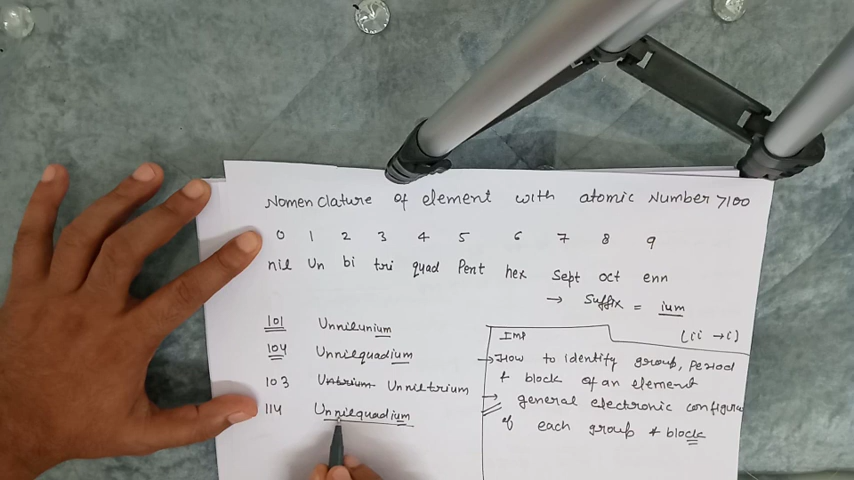 Nomenclature of element with atomic Number >100
0 1 2 3 4 5 6 7 8 9
nil Un bi tri quad Pent hex Sept oct enn
→ Suffix = ium
(ii → i)
101 Unnilunium
104 Unnilquadium
103 Untrium Unniltrium
114 Unnilquadium
Imp
→ How to identify group, Period
& block of an element
→ general electronic configura
of each group & block